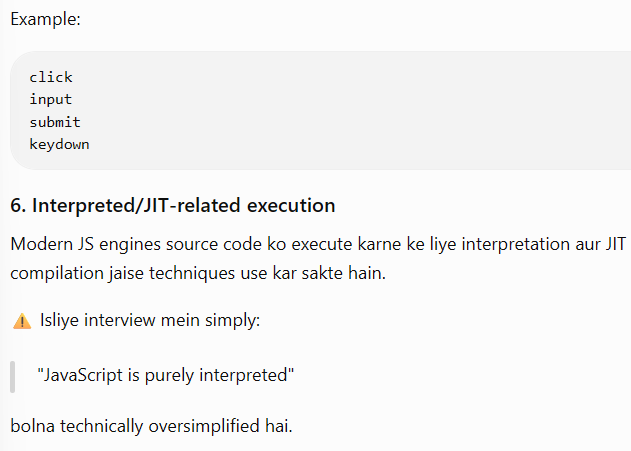 Example:
click
input
submit
keydown
6. Interpreted/JIT-related execution
Modern JS engines source code ko execute karne ke liye interpretation aur JIT
compilation jaise techniques use kar sakte hain.
⚠️ Isliye interview mein simply:
"JavaScript is purely interpreted"
bolna technically oversimplified hai.